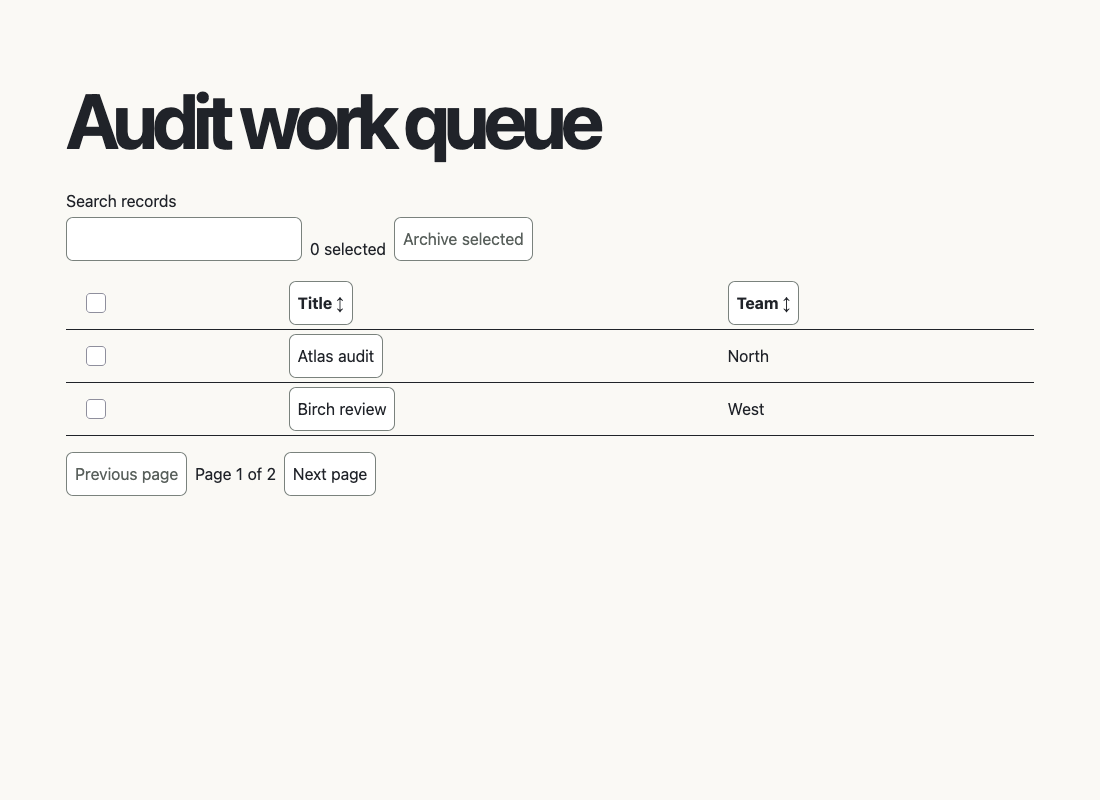 Audit work queue
Search records
0 selected Archive selected
Title ↕ Team ↕
Atlas audit North
Birch review West
Previous page Page 1 of 2 Next page